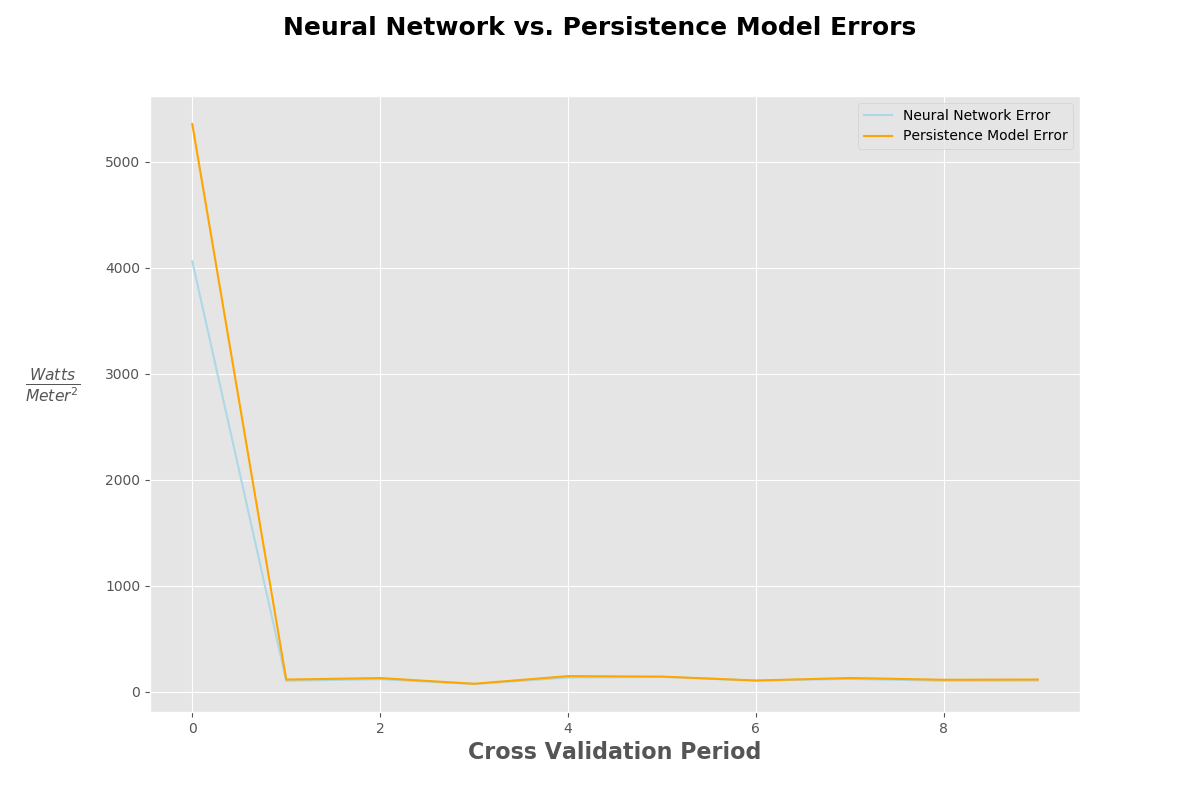 Neural Network vs. Persistence Model Errors
Neural Network Error
Persistence Model Error
5000
4000
3000
2000
1000
0
Watts
Meter²
0 2 4 6 8
Cross Validation Period